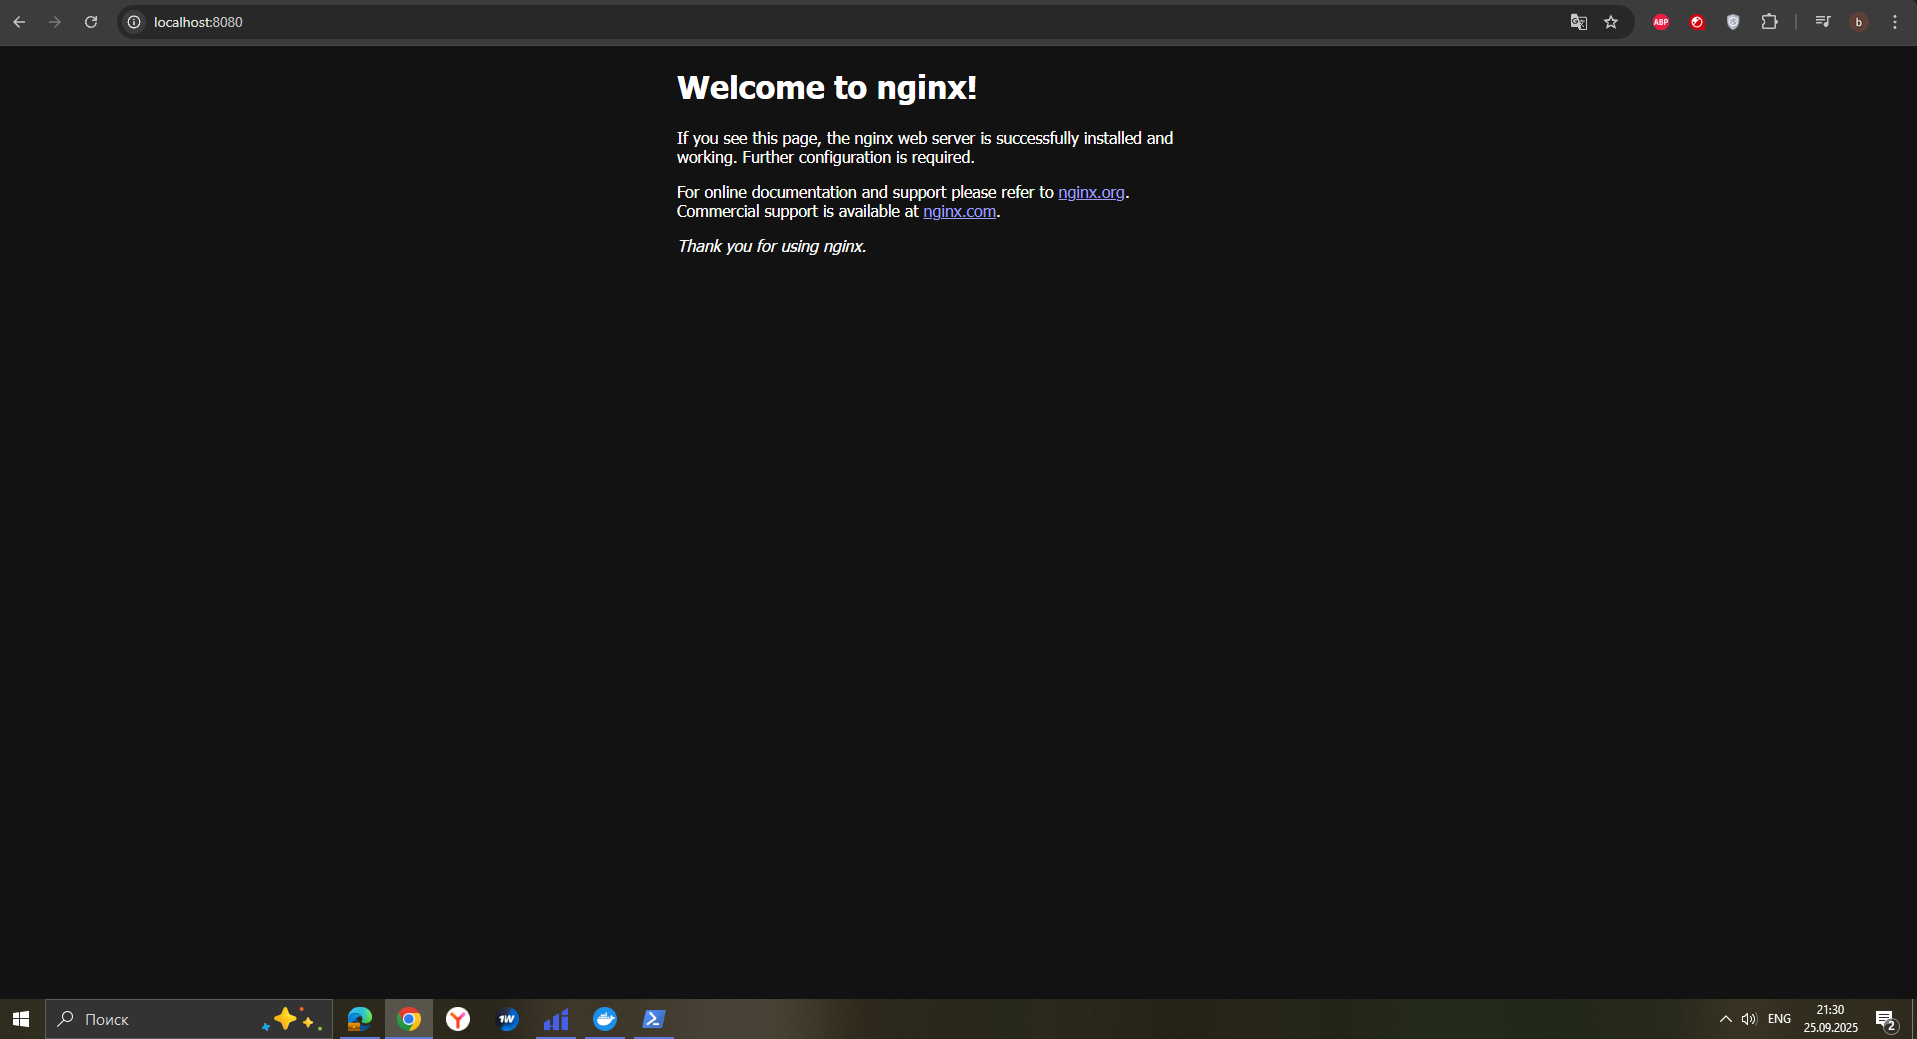 localhost:8080
ABP
b
Welcome to nginx!
If you see this page, the nginx web server is successfully installed and
working. Further configuration is required.
For online documentation and support please refer to nginx.org.
Commercial support is available at nginx.com.
Thank you for using nginx.
Поиск
Y
1W
ENG
21:30
25.09.2025
2